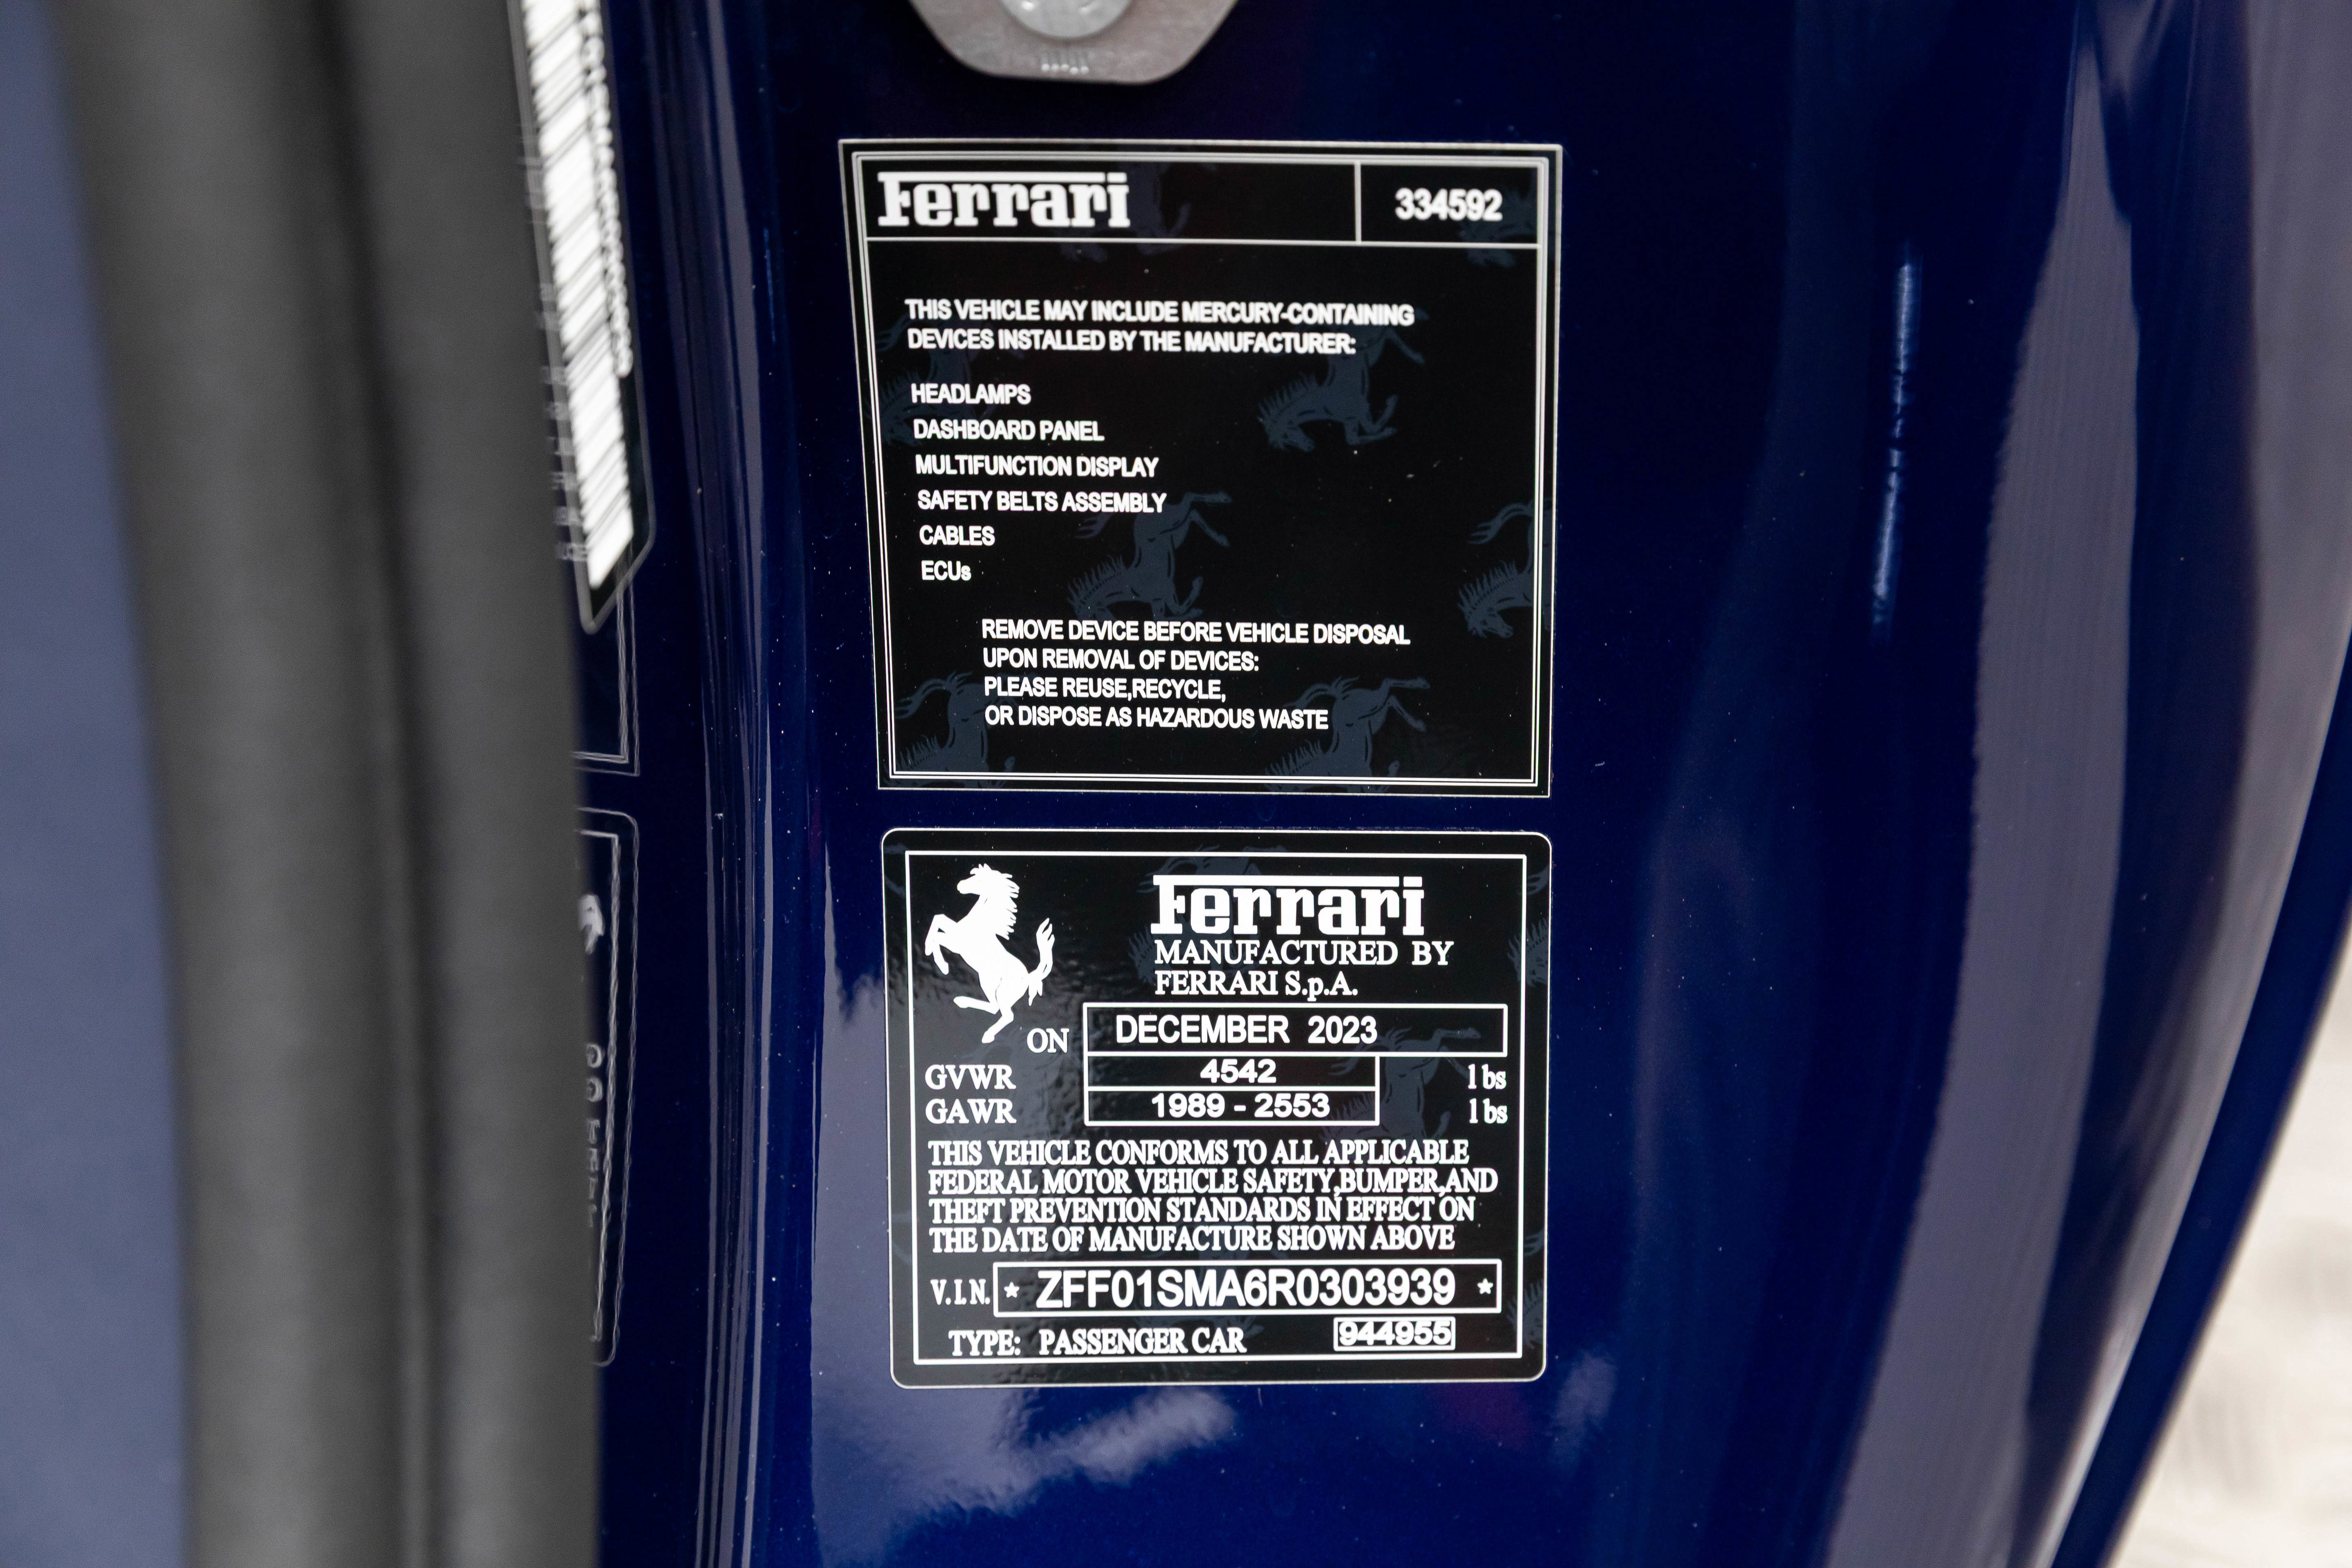 Ferrari
334592
THIS VEHICLE MAY INCLUDE MERCURY-CONTAINING
DEVICES INSTALLED BY THE MANUFACTURER:
HEADLAMPS
DASHBOARD PANEL
MULTIFUNCTION DISPLAY
SAFETY BELTS ASSEMBLY
CABLES
ECUs
REMOVE DEVICE BEFORE VEHICLE DISPOSAL
UPON REMOVAL OF DEVICES:
PLEASE REUSE,RECYCLE,
OR DISPOSE AS HAZARDOUS WASTE
Ferrari
MANUFACTURED BY
FERRARI S.p.A.
ON DECEMBER 2023
GVWR 4542 lbs
GAWR 1989 - 2553 lbs
THIS VEHICLE CONFORMS TO ALL APPLICABLE
FEDERAL MOTOR VEHICLE SAFETY,BUMPER,AND
THEFT PREVENTION STANDARDS IN EFFECT ON
THE DATE OF MANUFACTURE SHOWN ABOVE
V.I.N. * ZFF01SMA6R0303939 *
TYPE: PASSENGER CAR 944955